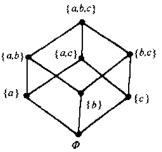 {a,b,c}
{a,b}
{a,c}
{b,c}
{a}
{b}
{c}
Φ